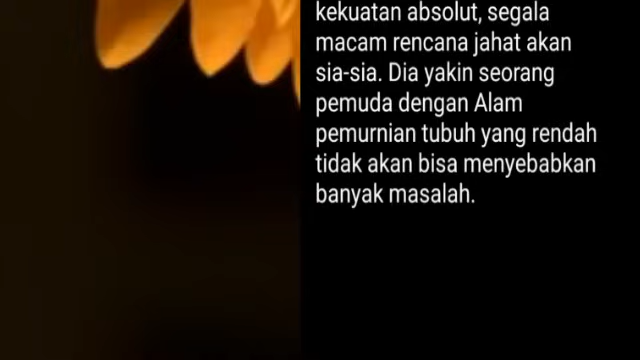 kekuatan absolut, segala
macam rencana jahat akan
sia-sia. Dia yakin seorang
pemuda dengan Alam
pemurnian tubuh yang rendah
tidak akan bisa menyebabkan
banyak masalah.